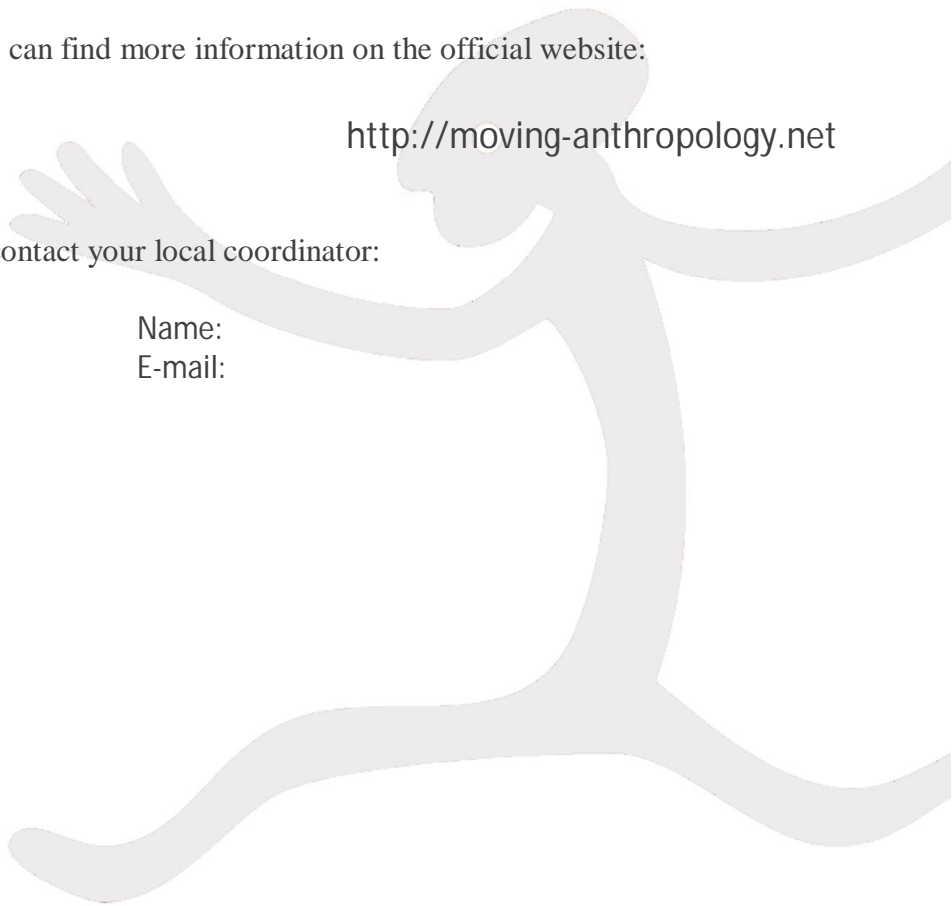 can find more information on the official website:
http://moving-anthropology.net
ontact your local coordinator:
Name:
E-mail: